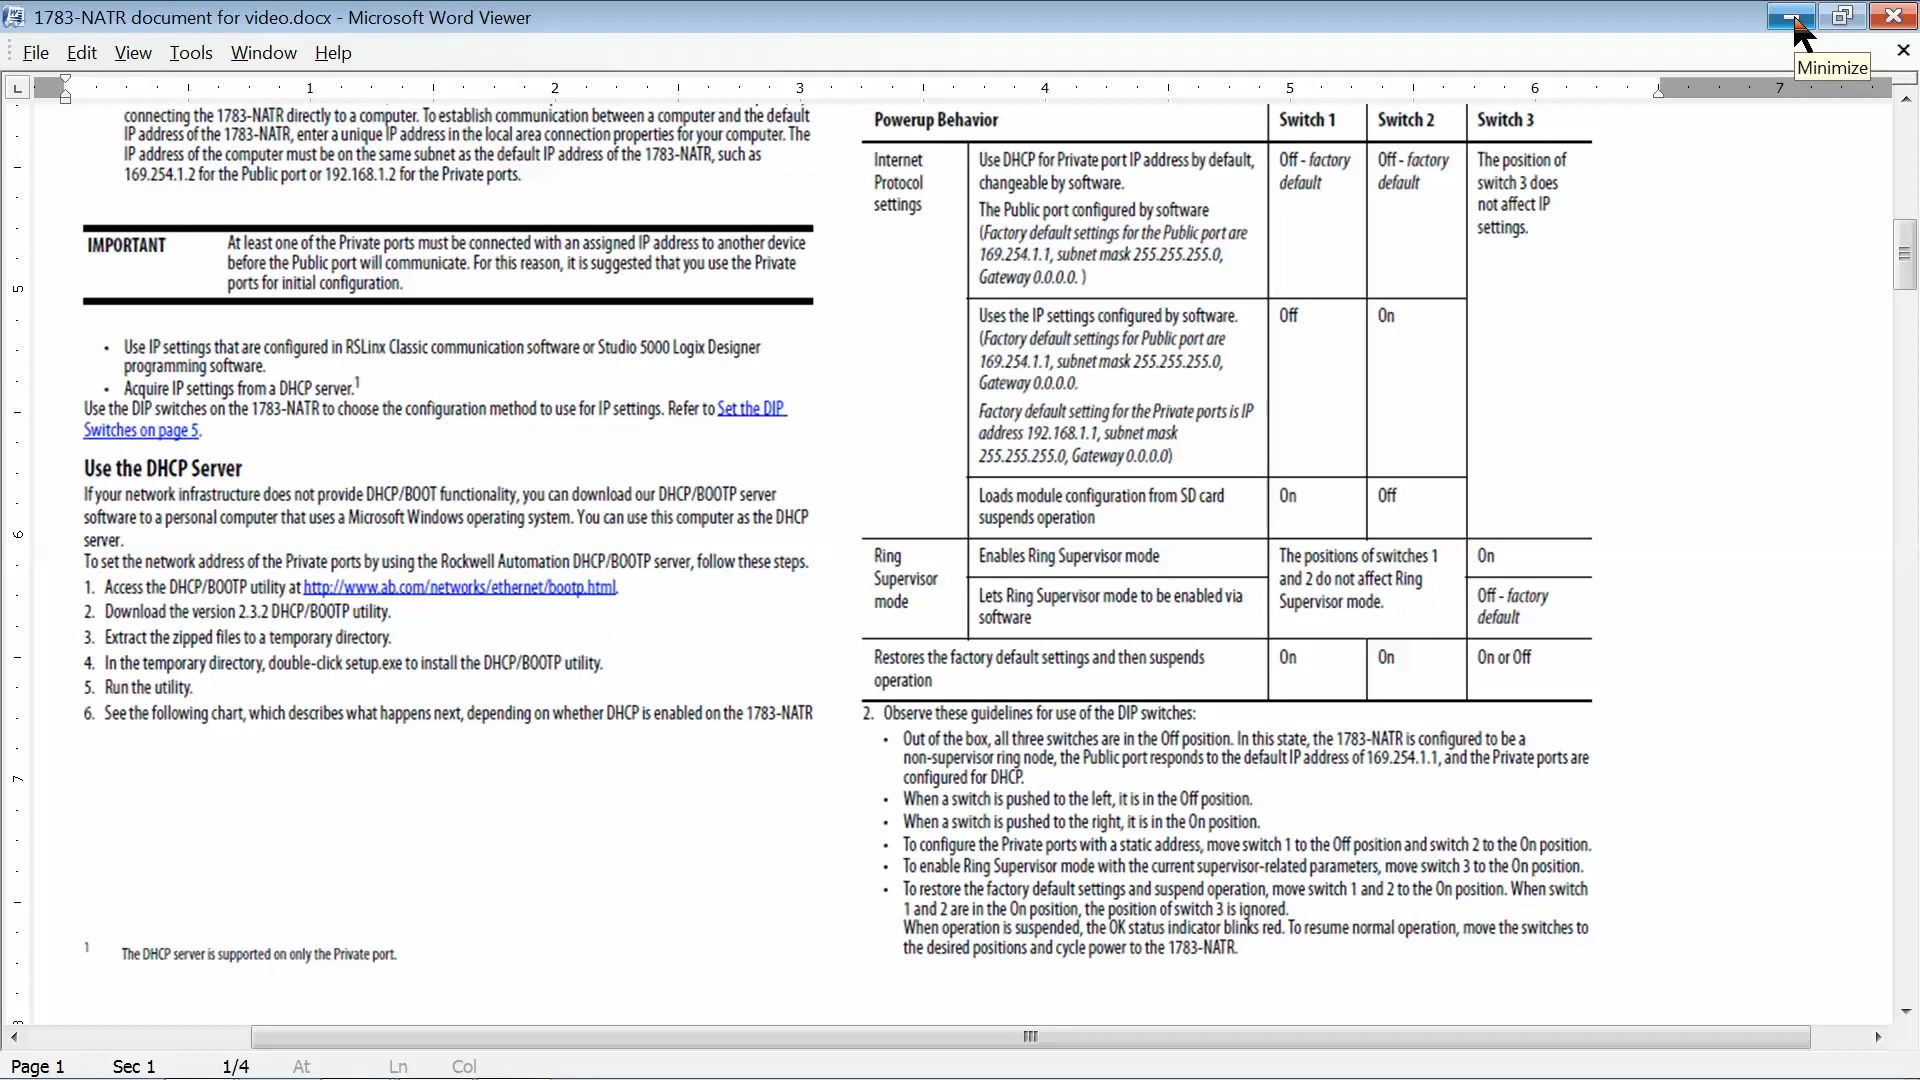 1783-NATR document for video.docx - Microsoft Word Viewer
File Edit View Tools Window Help
Minimize
1 2 3 4 5 6 7
connecting the 1783-NATR directly to a computer. To establish communication between a computer and the default
IP address of the 1783-NATR, enter a unique IP address in the local area connection properties for your computer. The
IP address of the computer must be on the same subnet as the default IP address of the 1783-NATR, such as
169.254.1.2 for the Public port or 192.168.1.2 for the Private ports.
IMPORTANT
At least one of the Private ports must be connected with an assigned IP address to another device
before the Public port will communicate. For this reason, it is suggested that you use the Private
ports for initial configuration.
• Use IP settings that are configured in RSLinx Classic communication software or Studio 5000 Logix Designer
programming software.
• Acquire IP settings from a DHCP server.1
Use the DIP switches on the 1783-NATR to choose the configuration method to use for IP settings. Refer to Set the DIP
Switches on page 5.
Use the DHCP Server
If your network infrastructure does not provide DHCP/BOOT functionality, you can download our DHCP/BOOTP server
software to a personal computer that uses a Microsoft Windows operating system. You can use this computer as the DHCP
server.
To set the network address of the Private ports by using the Rockwell Automation DHCP/BOOTP server, follow these steps.
1. Access the DHCP/BOOTP utility at http://www.ab.com/networks/ethernet/bootp.html.
2. Download the version 2.3.2 DHCP/BOOTP utility.
3. Extract the zipped files to a temporary directory.
4. In the temporary directory, double-click setup.exe to install the DHCP/BOOTP utility.
5. Run the utility.
6. See the following chart, which describes what happens next, depending on whether DHCP is enabled on the 1783-NATR
1 The DHCP server is supported on only the Private port.
Powerup Behavior Switch 1 Switch 2 Switch 3
Internet
Protocol
settings
Use DHCP for Private port IP address by default,
changeable by software.
The Public port configured by software
(Factory default settings for the Public port are
169.254.1.1, subnet mask 255.255.255.0,
Gateway 0.0.0.0. )
Off - factory
default
Off - factory
default
The position of
switch 3 does
not affect IP
settings.
Uses the IP settings configured by software.
(Factory default settings for Public port are
169.254.1.1, subnet mask 255.255.255.0,
Gateway 0.0.0.0.
Factory default setting for the Private ports is IP
address 192.168.1.1, subnet mask
255.255.255.0, Gateway 0.0.0.0)
Off
On
Loads module configuration from SD card
suspends operation
On
Off
Ring
Supervisor
mode
Enables Ring Supervisor mode
The positions of switches 1
and 2 do not affect Ring
Supervisor mode.
On
Lets Ring Supervisor mode to be enabled via
software
Off - factory
default
Restores the factory default settings and then suspends
operation
On
On
On or Off
2. Observe these guidelines for use of the DIP switches:
• Out of the box, all three switches are in the Off position. In this state, the 1783-NATR is configured to be a
non-supervisor ring node, the Public port responds to the default IP address of 169.254.1.1, and the Private ports are
configured for DHCP.
• When a switch is pushed to the left, it is in the Off position.
• When a switch is pushed to the right, it is in the On position.
• To configure the Private ports with a static address, move switch 1 to the Off position and switch 2 to the On position.
• To enable Ring Supervisor mode with the current supervisor-related parameters, move switch 3 to the On position.
• To restore the factory default settings and suspend operation, move switch 1 and 2 to the On position. When switch
1 and 2 are in the On position, the position of switch 3 is ignored.
When operation is suspended, the OK status indicator blinks red. To resume normal operation, move the switches to
the desired positions and cycle power to the 1783-NATR.
5
6
7
Page 1 Sec 1 1/4 At Ln Col